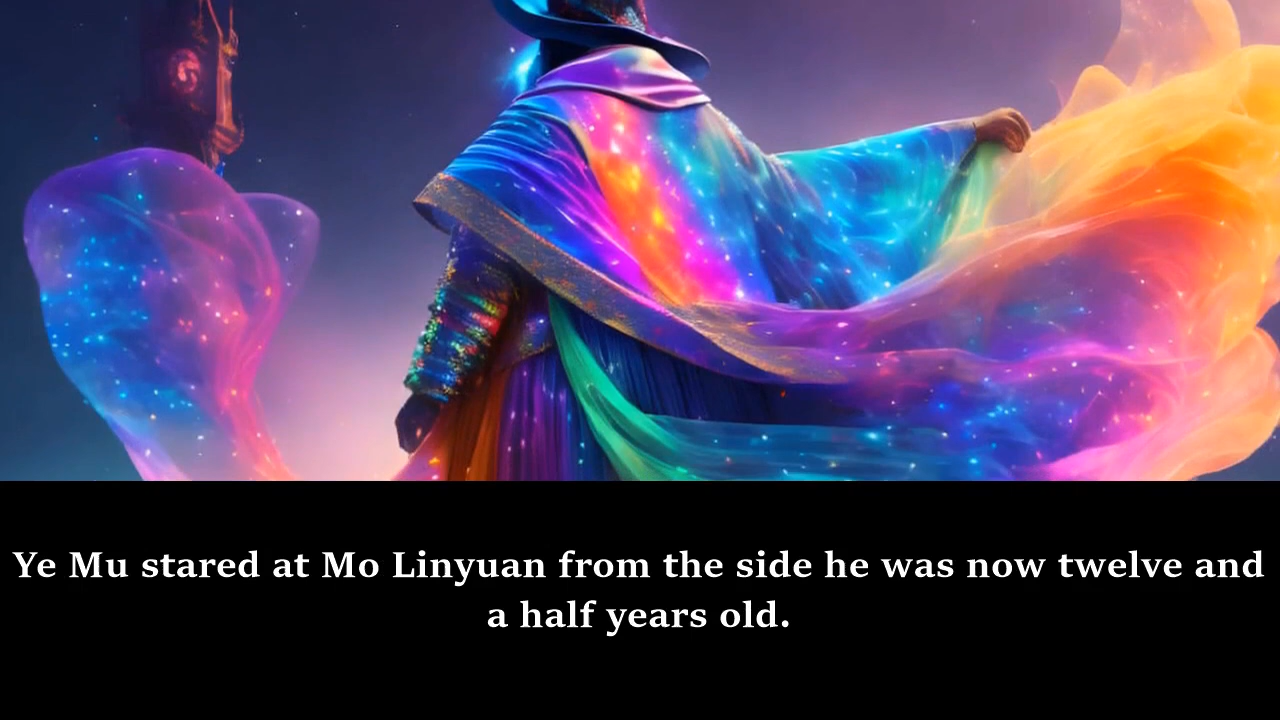 Ye Mu stared at Mo Linyuan from the side he was now twelve and
a half years old.